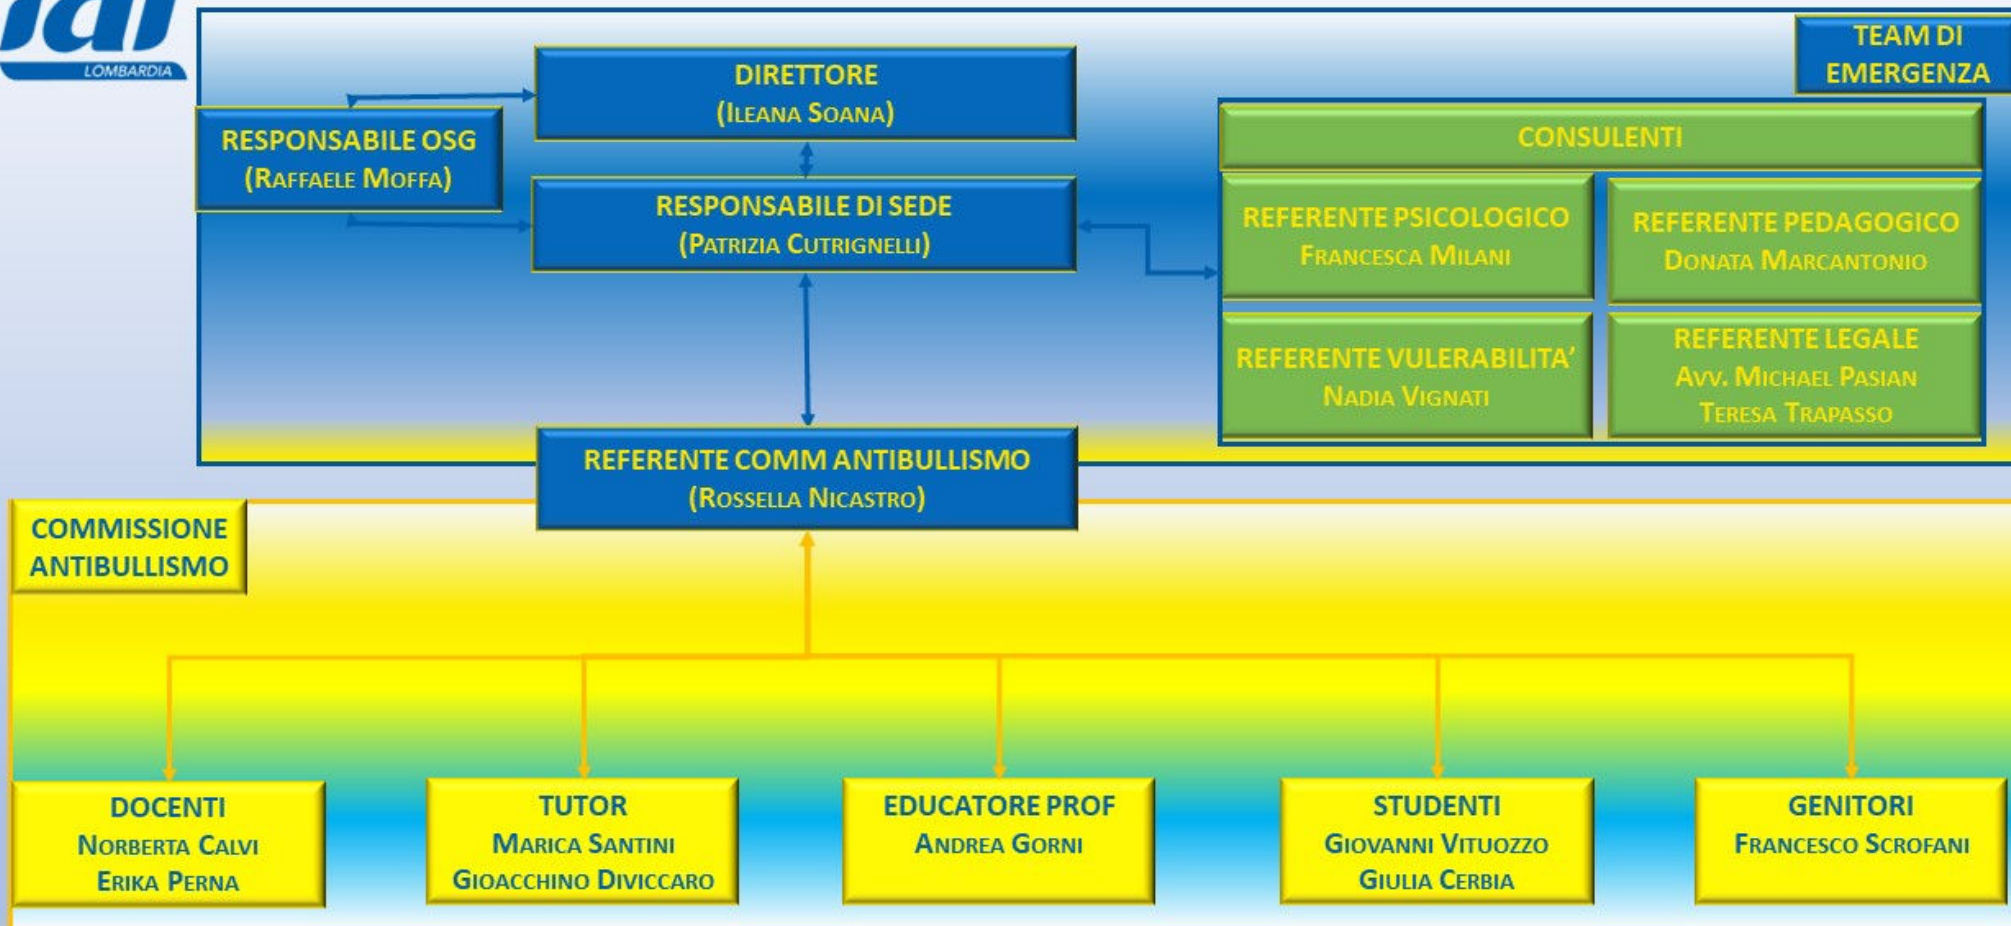 ial
LOMBARDIA
TEAM DI
EMERGENZA
DIRETTORE
(ILEANA SOANA)
RESPONSABILE OSG
(RAFFAELE MOFFA)
RESPONSABILE DI SEDE
(PATRIZIA CUTRIGNELLI)
CONSULENTI
REFERENTE PSICOLOGICO
FRANCESCA MILANI
REFERENTE PEDAGOGICO
DONATA MARCANTONIO
REFERENTE VULERABILITA’
NADIA VIGNATI
REFERENTE LEGALE
AVV. MICHAEL PASIAN
TERESA TRAPASSO
REFERENTE COMM ANTIBULLISMO
(ROSSELLA NICASTRO)
COMMISSIONE
ANTIBULLISMO
DOCENTI
NORBERTA CALVI
ERIKA PERNA
TUTOR
MARICA SANTINI
GIOACCHINO DIVICCARO
EDUCATORE PROF
ANDREA GORNI
STUDENTI
GIOVANNI VITUOZZO
GIULIA CERBIA
GENITORI
FRANCESCO SCROFANI